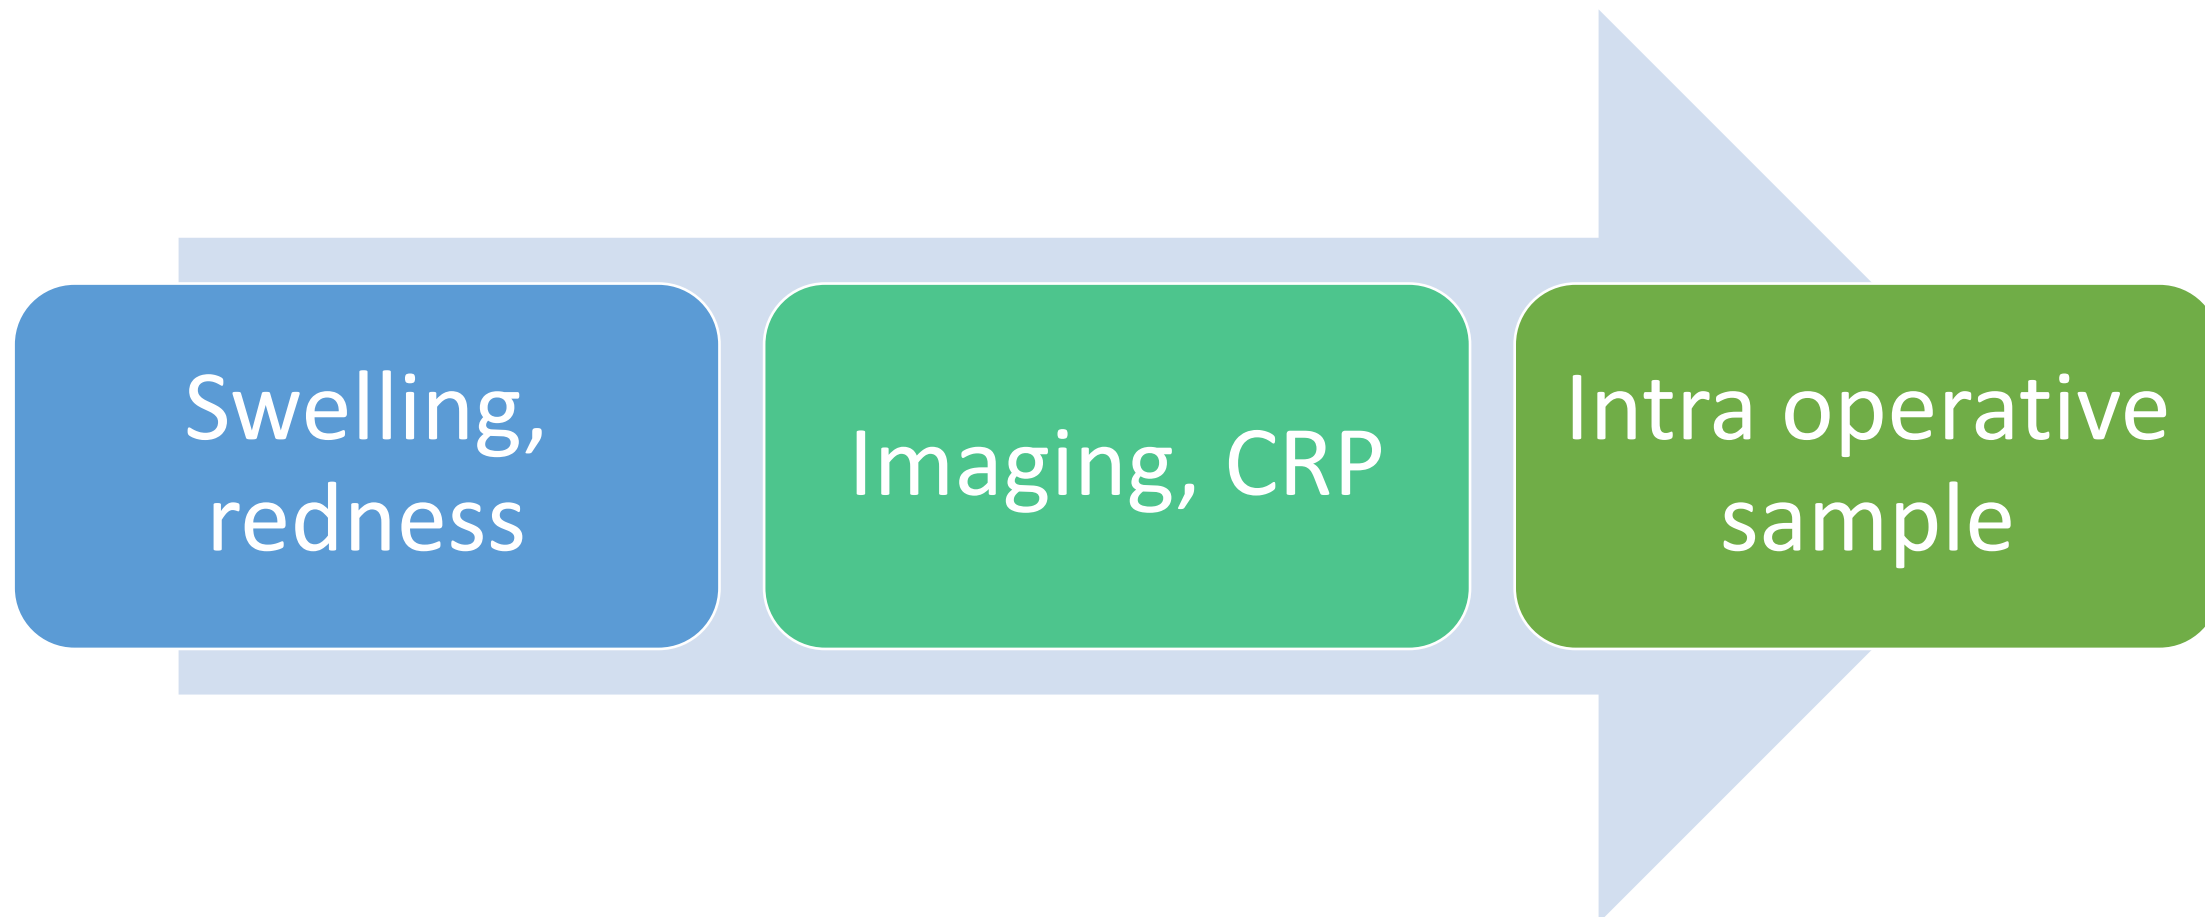 Swelling,
redness
Imaging, CRP
Intra operative
sample